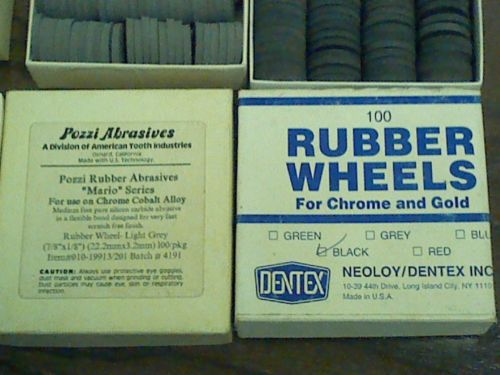 Pozzi Abrasives
A Division of American Tooth Industries
Oxnard, California
Made with U.S. Technology.
Pozzi Rubber Abrasives
"Mario" Series
For use on Chrome Cobalt Alloy
Medium fine pure silicon carbide abrasive
in a flexible bond designed for very fast
scratch free finish.
Rubber Wheel- Light Grey
(7/8"x1/8") (22.2mmx3.2mm) 100/pkg
Item#010-19913/201 Batch # 4191
CAUTION: Always use protective eye goggles,
dust mask and vacuum when grinding or cutting.
Dust particles may cause eye, skin or respiratory
infection.
100
RUBBER
WHEELS
For Chrome and Gold
GREEN GREY BLU
BLACK RED
DENTEX
NEOLOY/DENTEX INC
10-39 44th Drive, Long Island City, NY 1110
Made in U.S.A.